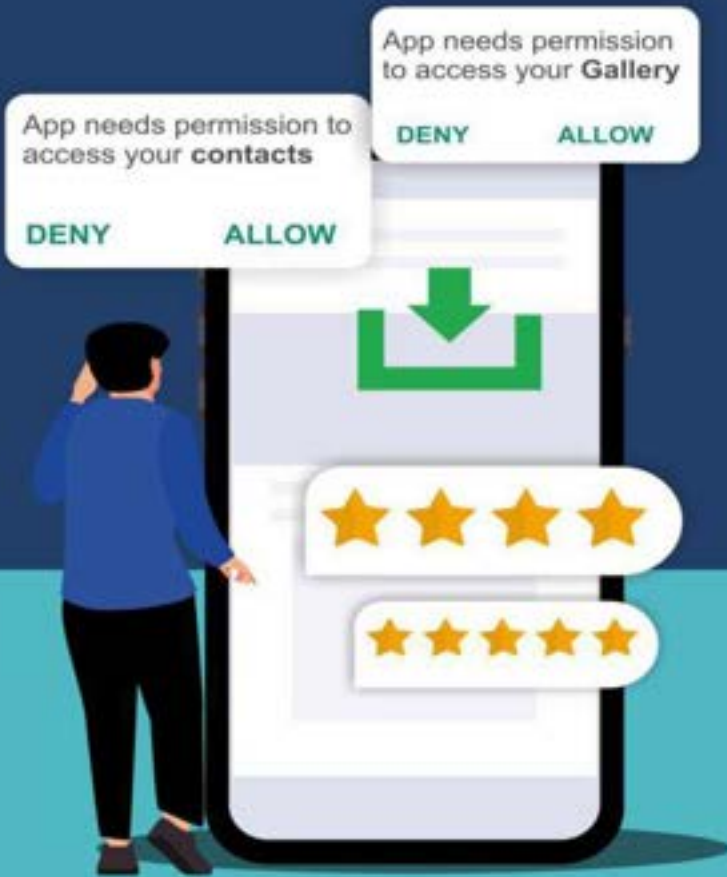 App needs permission
to access your Gallery
DENY ALLOW
App needs permission to
access your contacts
DENY ALLOW